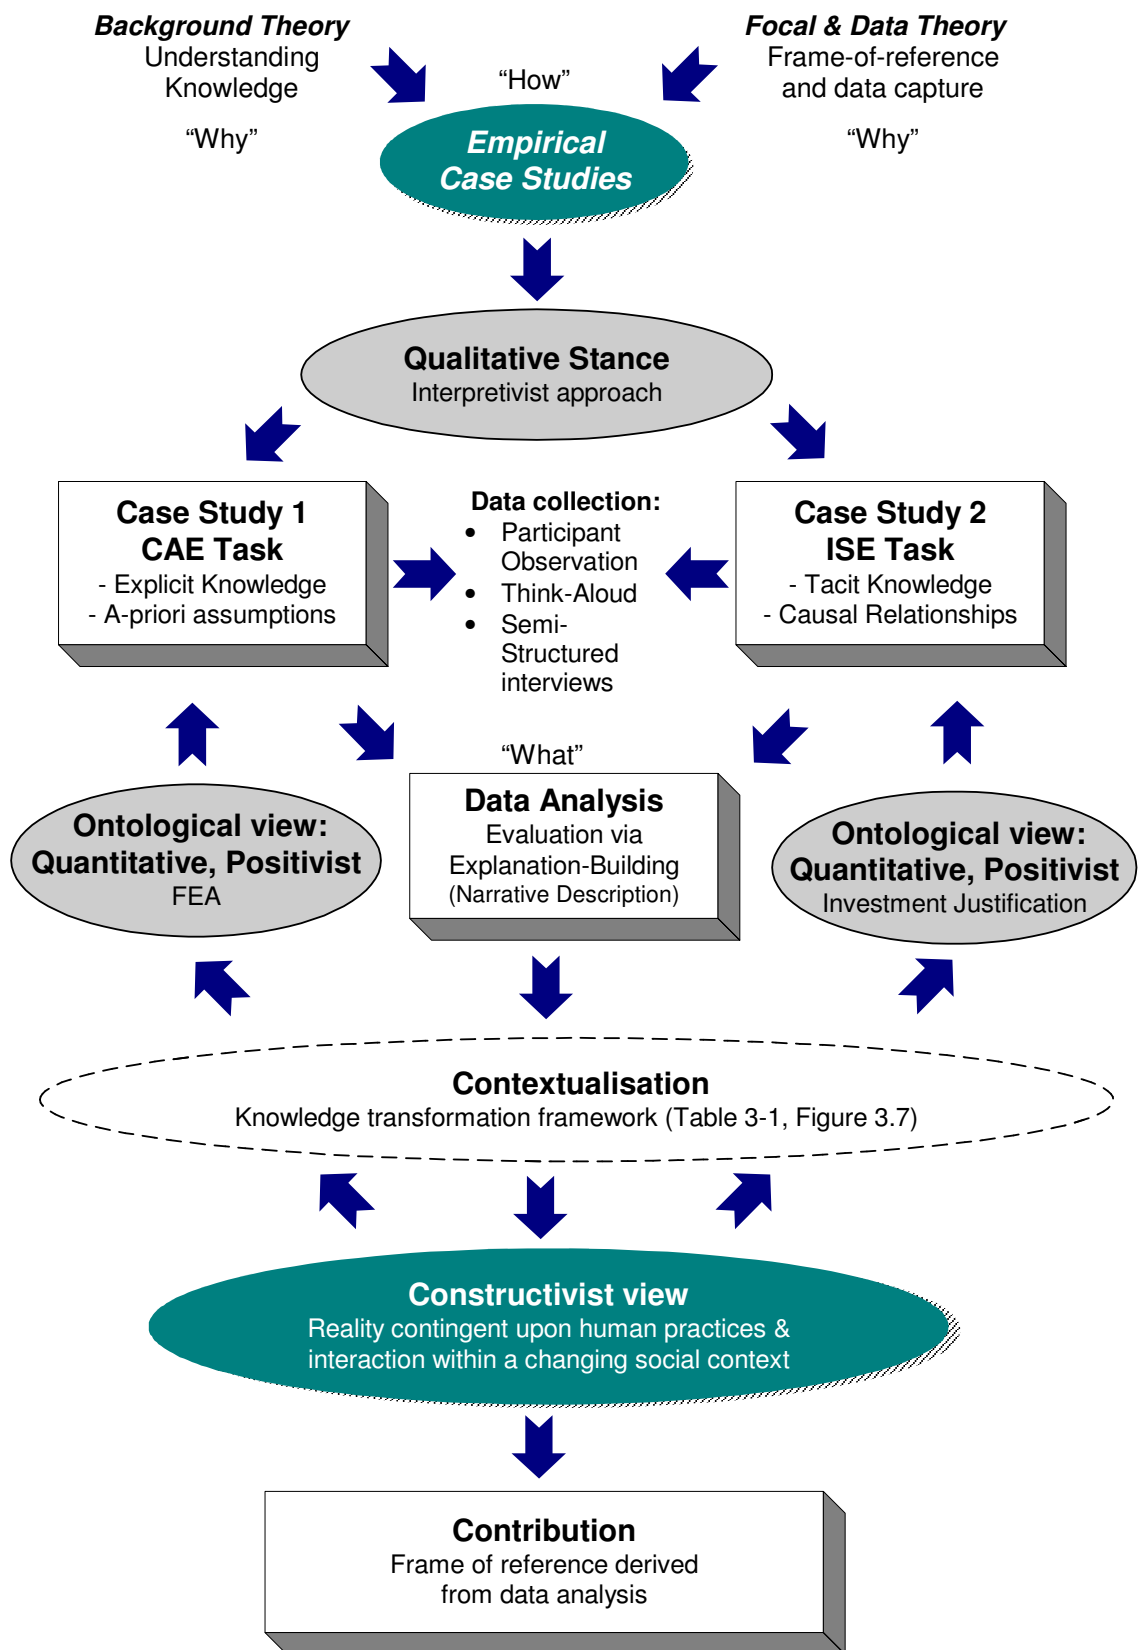 Background Theory
Understanding
Knowledge
“Why”
“How”
Focal & Data Theory
Frame-of-reference
and data capture
“Why”
Empirical
Case Studies
Qualitative Stance
Interpretivist approach
Case Study 1
CAE Task
- Explicit Knowledge
- A-priori assumptions
Data collection:
• Participant
Observation
• Think-Aloud
• Semi-
Structured
interviews
Case Study 2
ISE Task
- Tacit Knowledge
- Causal Relationships
“What”
Ontological view:
Quantitative, Positivist
FEA
Data Analysis
Evaluation via
Explanation-Building
(Narrative Description)
Ontological view:
Quantitative, Positivist
Investment Justification
Contextualisation
Knowledge transformation framework (Table 3-1, Figure 3.7)
Constructivist view
Reality contingent upon human practices &
interaction within a changing social context
Contribution
Frame of reference derived
from data analysis